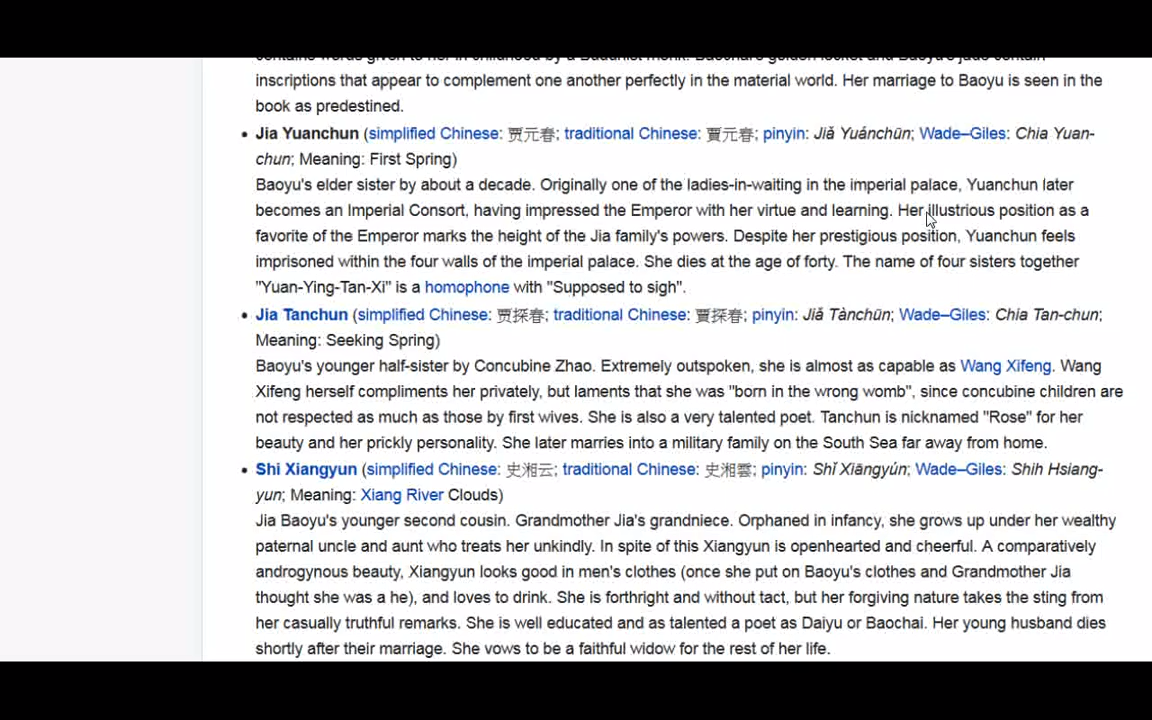 contains words given to her in childhood by a Buddhist monk. Baochai's golden locket and Baoyu's jade contain
inscriptions that appear to complement one another perfectly in the material world. Her marriage to Baoyu is seen in the
book as predestined.
• Jia Yuanchun (simplified Chinese: 贾元春; traditional Chinese: 賈元春; pinyin: Jiǎ Yuánchūn; Wade–Giles: Chia Yuan-
chun; Meaning: First Spring)
Baoyu's elder sister by about a decade. Originally one of the ladies-in-waiting in the imperial palace, Yuanchun later
becomes an Imperial Consort, having impressed the Emperor with her virtue and learning. Her illustrious position as a
favorite of the Emperor marks the height of the Jia family's powers. Despite her prestigious position, Yuanchun feels
imprisoned within the four walls of the imperial palace. She dies at the age of forty. The name of four sisters together
"Yuan-Ying-Tan-Xi" is a homophone with "Supposed to sigh".
• Jia Tanchun (simplified Chinese: 贾探春; traditional Chinese: 賈探春; pinyin: Jiǎ Tànchūn; Wade–Giles: Chia Tan-chun;
Meaning: Seeking Spring)
Baoyu's younger half-sister by Concubine Zhao. Extremely outspoken, she is almost as capable as Wang Xifeng. Wang
Xifeng herself compliments her privately, but laments that she was "born in the wrong womb", since concubine children are
not respected as much as those by first wives. She is also a very talented poet. Tanchun is nicknamed "Rose" for her
beauty and her prickly personality. She later marries into a military family on the South Sea far away from home.
• Shi Xiangyun (simplified Chinese: 史湘云; traditional Chinese: 史湘雲; pinyin: Shǐ Xiāngyún; Wade–Giles: Shih Hsiang-
yun; Meaning: Xiang River Clouds)
Jia Baoyu's younger second cousin. Grandmother Jia's grandniece. Orphaned in infancy, she grows up under her wealthy
paternal uncle and aunt who treats her unkindly. In spite of this Xiangyun is openhearted and cheerful. A comparatively
androgynous beauty, Xiangyun looks good in men's clothes (once she put on Baoyu's clothes and Grandmother Jia
thought she was a he), and loves to drink. She is forthright and without tact, but her forgiving nature takes the sting from
her casually truthful remarks. She is well educated and as talented a poet as Daiyu or Baochai. Her young husband dies
shortly after their marriage. She vows to be a faithful widow for the rest of her life.